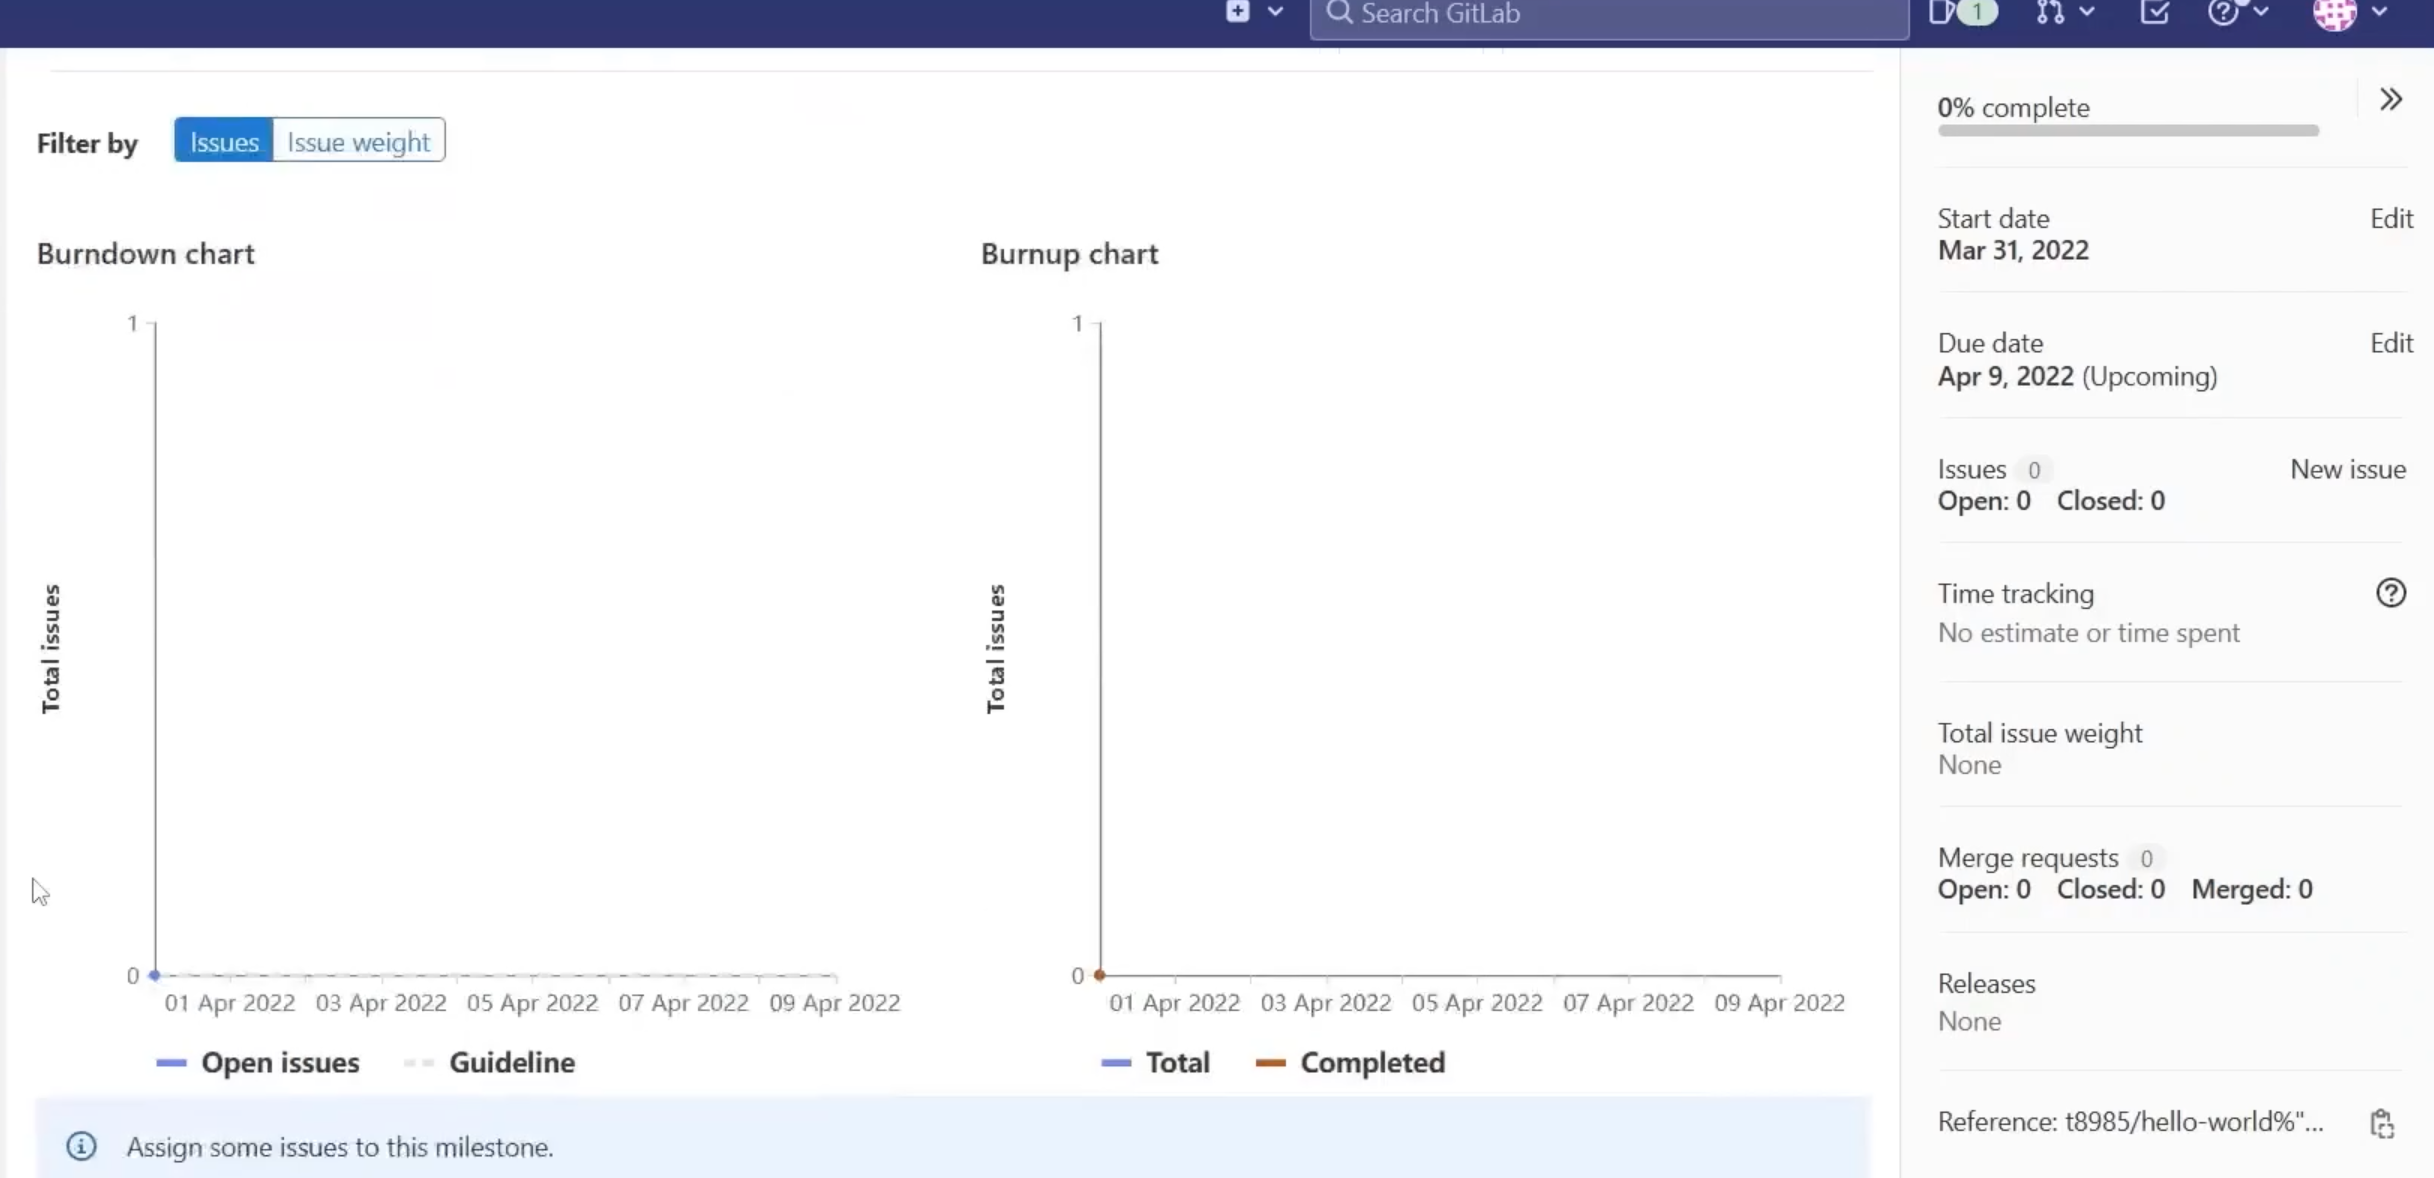 Search GitLab
1
Filter by
Issues
Issue weight
Burndown chart
1
Total issues
0
01 Apr 2022 03 Apr 2022 05 Apr 2022 07 Apr 2022 09 Apr 2022
Open issues Guideline
Burnup chart
1
Total issues
0
01 Apr 2022 03 Apr 2022 05 Apr 2022 07 Apr 2022 09 Apr 2022
Total Completed
Assign some issues to this milestone.
0% complete
Start date Edit
Mar 31, 2022
Due date Edit
Apr 9, 2022 (Upcoming)
Issues 0 New issue
Open: 0 Closed: 0
Time tracking
No estimate or time spent
Total issue weight
None
Merge requests 0
Open: 0 Closed: 0 Merged: 0
Releases
None
Reference: t8985/hello-world%"...